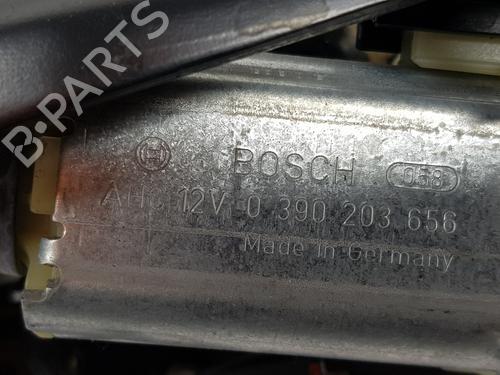 B-PARTS
BOSCH 058
AHC 12V 0 390 203 656
Made in Germany